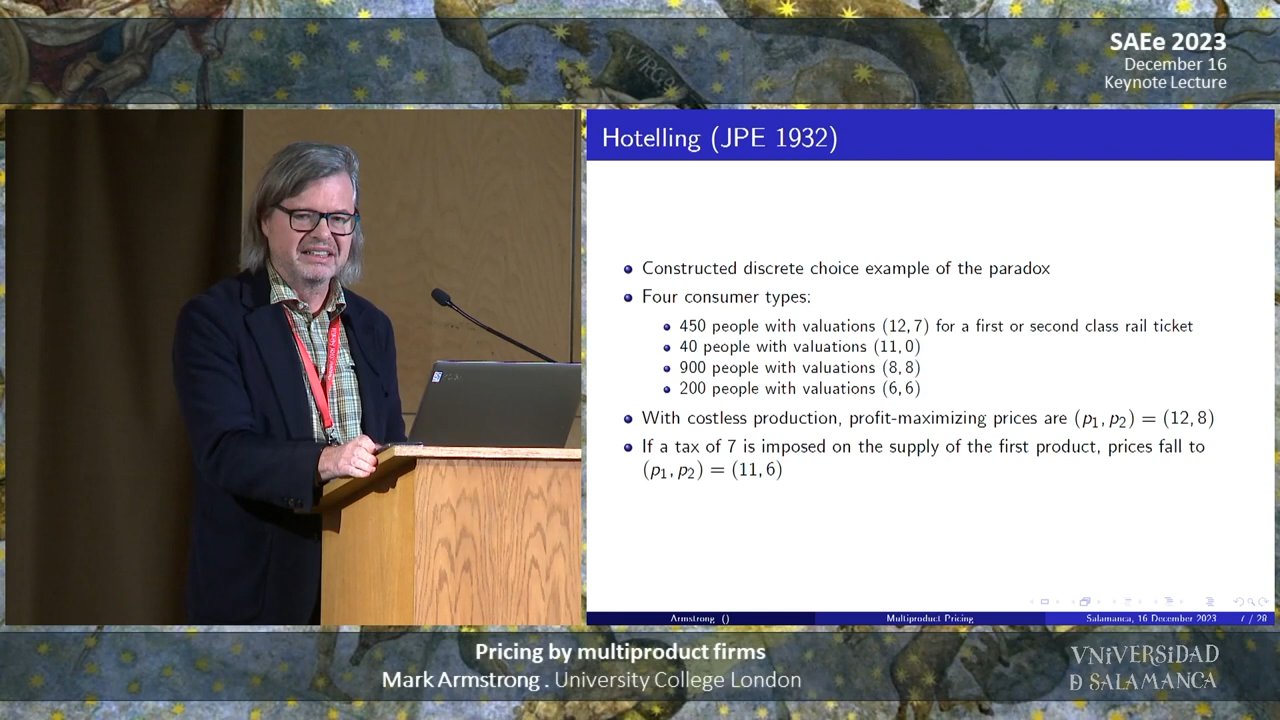 SAEe 2023
December 16
Keynote Lecture
VIRGO
Hotelling (JPE 1932)
Constructed discrete choice example of the paradox
Four consumer types:
450 people with valuations (12, 7) for a first or second class rail ticket
40 people with valuations (11, 0)
900 people with valuations (8, 8)
200 people with valuations (6, 6)
With costless production, profit-maximizing prices are (p₁, p₂) = (12, 8)
If a tax of 7 is imposed on the supply of the first product, prices fall to
(p₁, p₂) = (11, 6)
Armstrong ()
Multiproduct Pricing
Salamanca, 16 December 2023
7 / 28
Pricing by multiproduct firms
Mark Armstrong . University College London
VNiVERSiDAD
Ð SALAMANCA